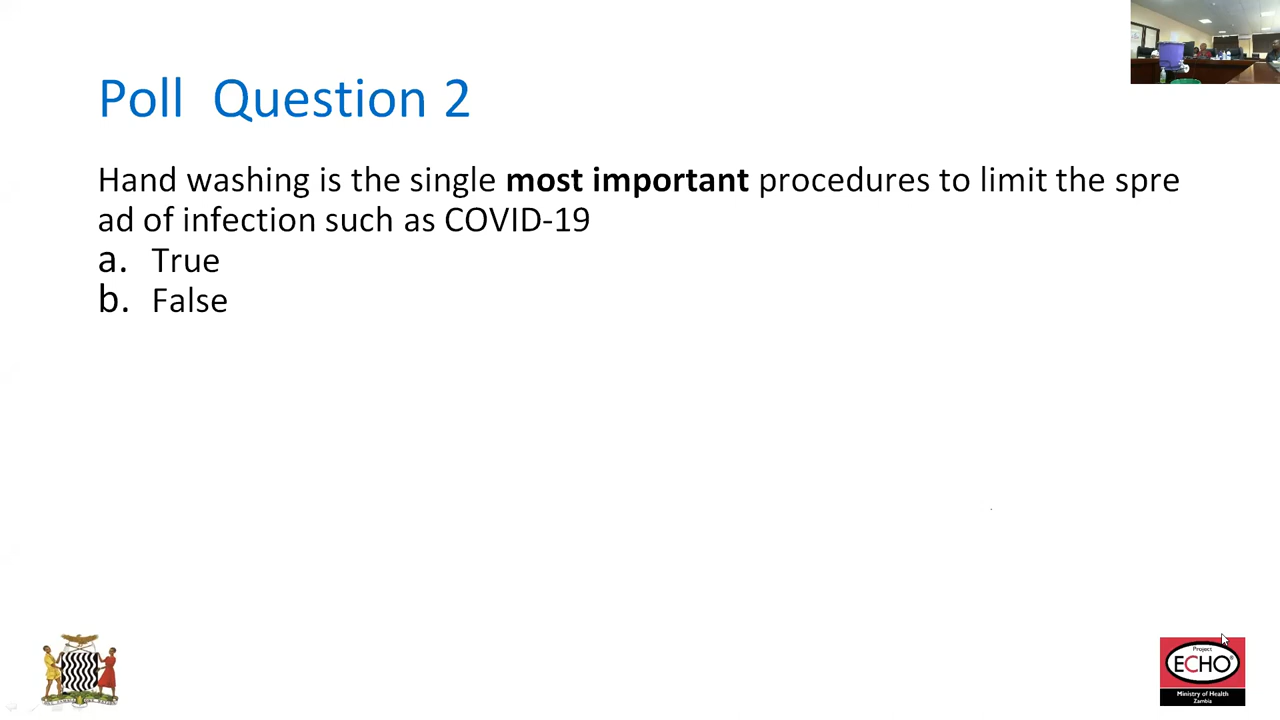 Poll Question 2
Hand washing is the single most important procedures to limit the spre
ad of infection such as COVID-19
a. True
b. False
Project
ECHO®
Ministry of Health
Zambia